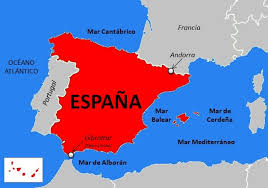 Mar Cantábrico
Francia
OCÉANO
ATLÁNTICO
Andorra
Portugal
ESPAÑA
Mar
Balear
Mar de
Cerdeña
Gibraltar
Mar Mediterráneo
Mar de Alborán